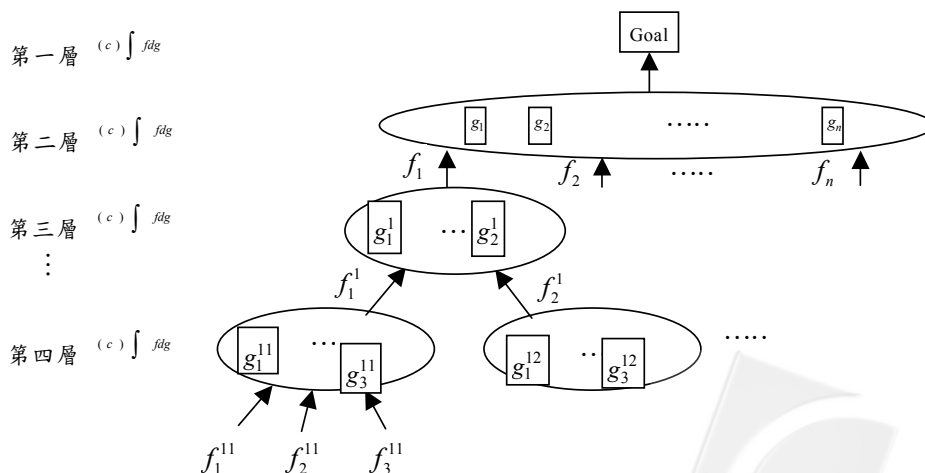 第一層 (c)∫ fdg
Goal
第二層 (c)∫ fdg
g₁ g₂ ..... gₙ
f₁ f₂ ..... fₙ
第三層 (c)∫ fdg
g₁¹ ... g₂¹
⋮
f₁¹ f₂¹
第四層 (c)∫ fdg
g₁¹¹ ... g₃¹¹ g₁¹² .. g₃¹² .....
f₁¹¹ f₂¹¹ f₃¹¹